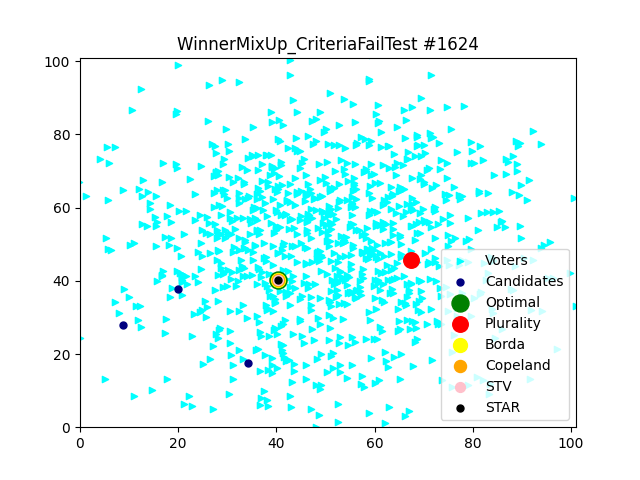 WinnerMixUp_CriteriaFailTest #1624
100
80
60
40
20
0
0
20
40
60
80
100
Voters
Candidates
Optimal
Plurality
Borda
Copeland
STV
STAR